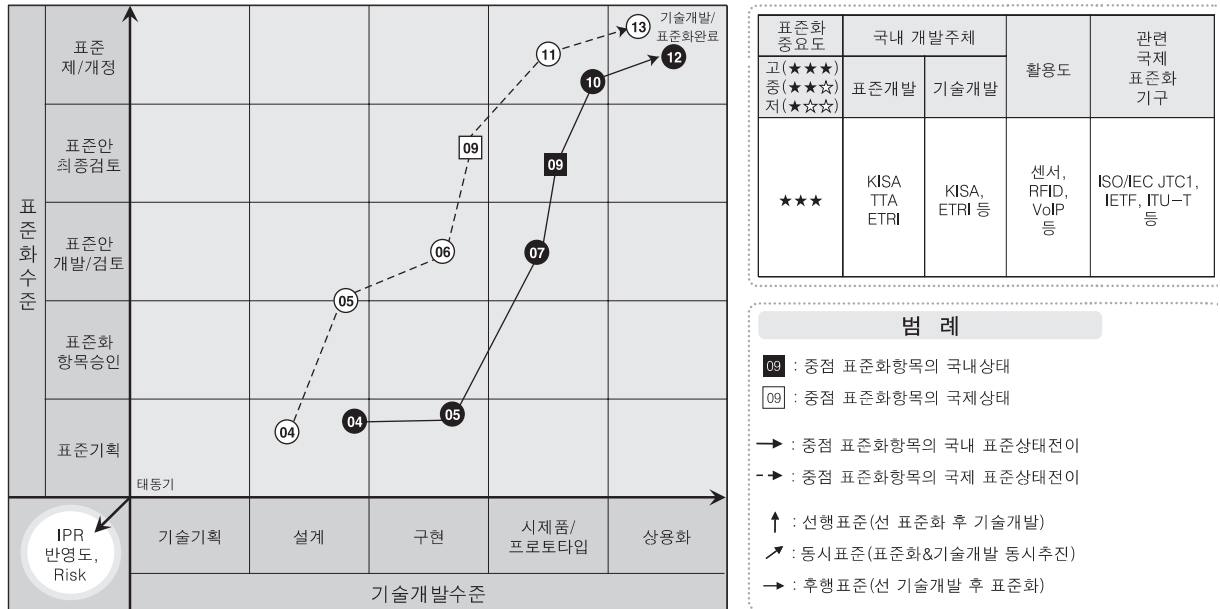 표준화수준
표준
제/개정
표준안
최종검토
표준안
개발/검토
표준화
항목승인
표준기획
기술개발/
표준화완료
13
12
11
10
09
09
06
07
05
04
04
05
태동기
IPR
반영도,
Risk
기술기획
설계
구현
시제품/
프로토타입
상용화
기술개발수준
표준화
중요도
국내 개발주체
활용도
관련
국제
표준화
기구
고(★★★)
중(★★☆)
저(★☆☆)
표준개발
기술개발
★★★
KISA
TTA
ETRI
KISA,
ETRI 등
센서,
RFID,
VoIP
등
ISO/IEC JTC1,
IETF, ITU-T
등
범 례
09 : 중점 표준화항목의 국내상태
09 : 중점 표준화항목의 국제상태
: 중점 표준화항목의 국내 표준상태전이
: 중점 표준화항목의 국제 표준상태전이
: 선행표준(선 표준화 후 기술개발)
: 동시표준(표준화&기술개발 동시추진)
: 후행표준(선 기술개발 후 표준화)